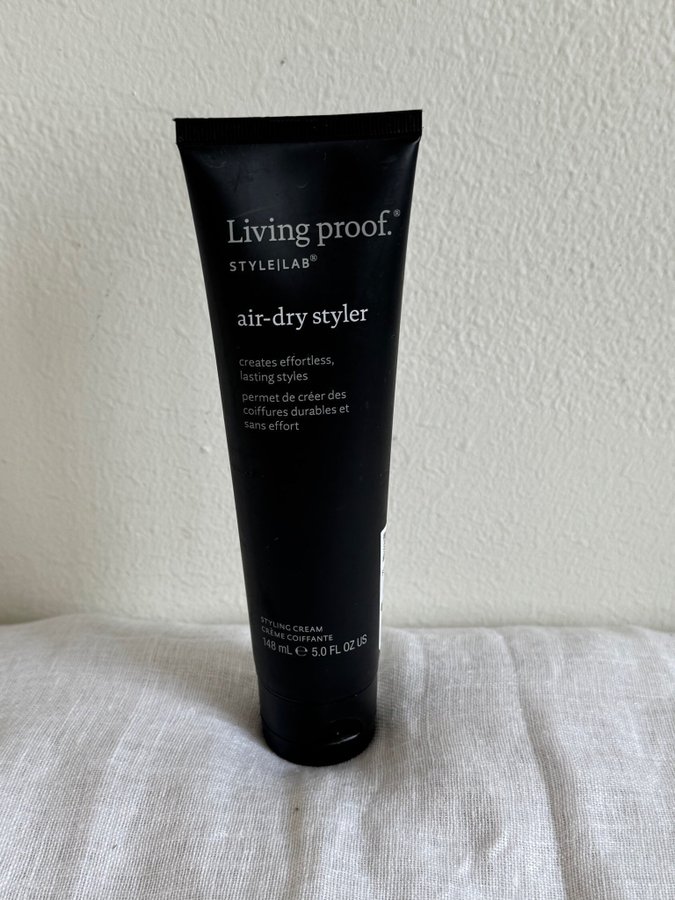 Living proof.®
STYLE|LAB®
air-dry styler
creates effortless,
lasting styles
permet de créer des
coiffures durables et
sans effort
STYLING CREAM
CRÈME COIFFANTE
148 mL ℮ 5.0 FL OZ US